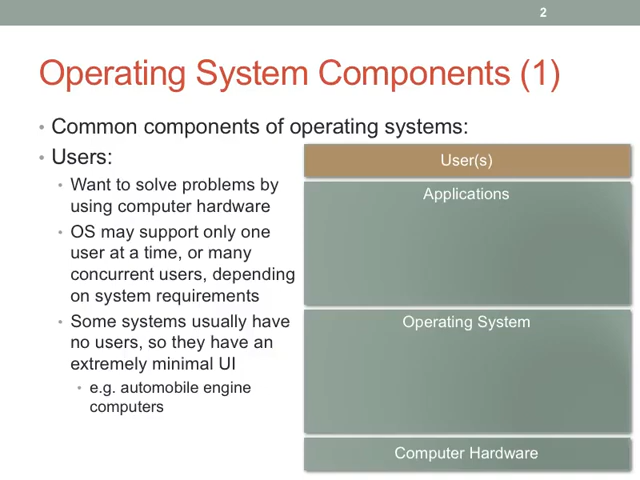 2
Operating System Components (1)
• Common components of operating systems:
• Users:
• Want to solve problems by
using computer hardware
• OS may support only one
user at a time, or many
concurrent users, depending
on system requirements
• Some systems usually have
no users, so they have an
extremely minimal UI
• e.g. automobile engine
computers
User(s)
Applications
Operating System
Computer Hardware